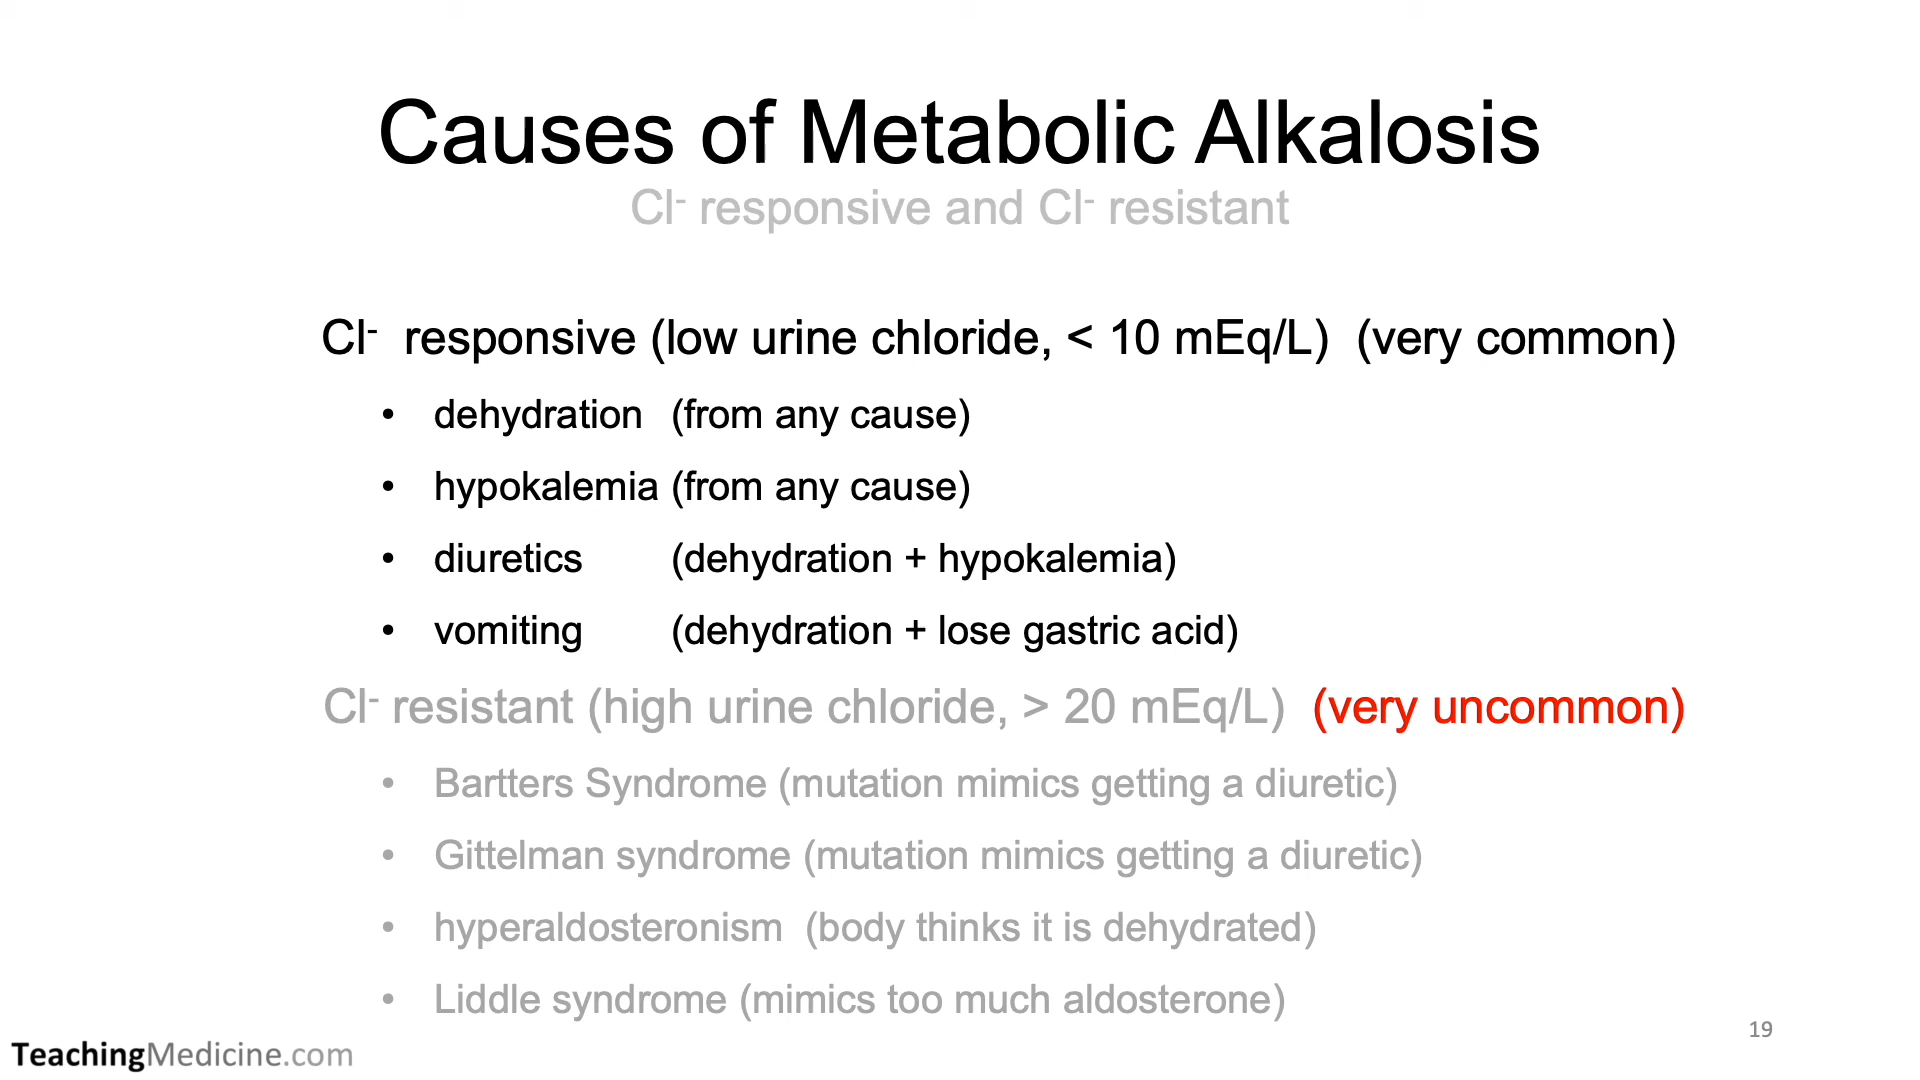 Causes of Metabolic Alkalosis
Cl⁻ responsive and Cl⁻ resistant
Cl⁻ responsive (low urine chloride, < 10 mEq/L) (very common)
• dehydration (from any cause)
• hypokalemia (from any cause)
• diuretics (dehydration + hypokalemia)
• vomiting (dehydration + lose gastric acid)
Cl⁻ resistant (high urine chloride, > 20 mEq/L) (very uncommon)
• Bartters Syndrome (mutation mimics getting a diuretic)
• Gittelman syndrome (mutation mimics getting a diuretic)
• hyperaldosteronism (body thinks it is dehydrated)
• Liddle syndrome (mimics too much aldosterone)
19
TeachingMedicine.com